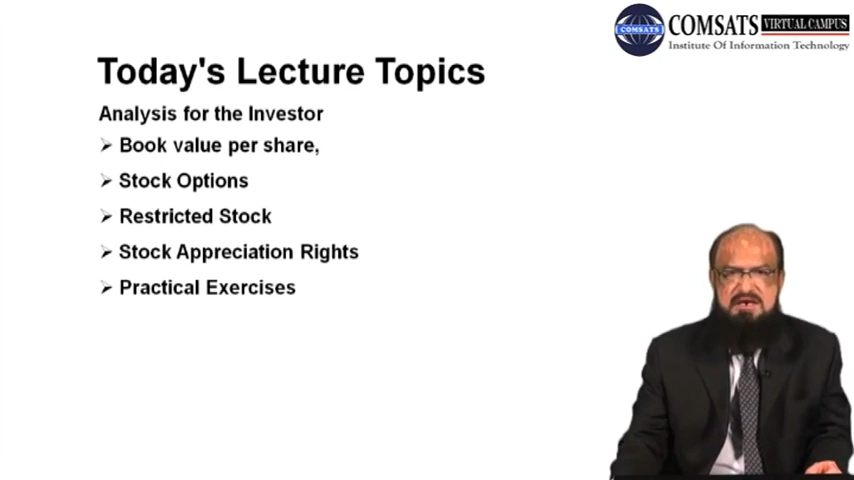 COMSATS VIRTUAL CAMPUS
COMSATS
Institute Of Information Technology
Today's Lecture Topics
Analysis for the Investor
Book value per share,
Stock Options
Restricted Stock
Stock Appreciation Rights
Practical Exercises